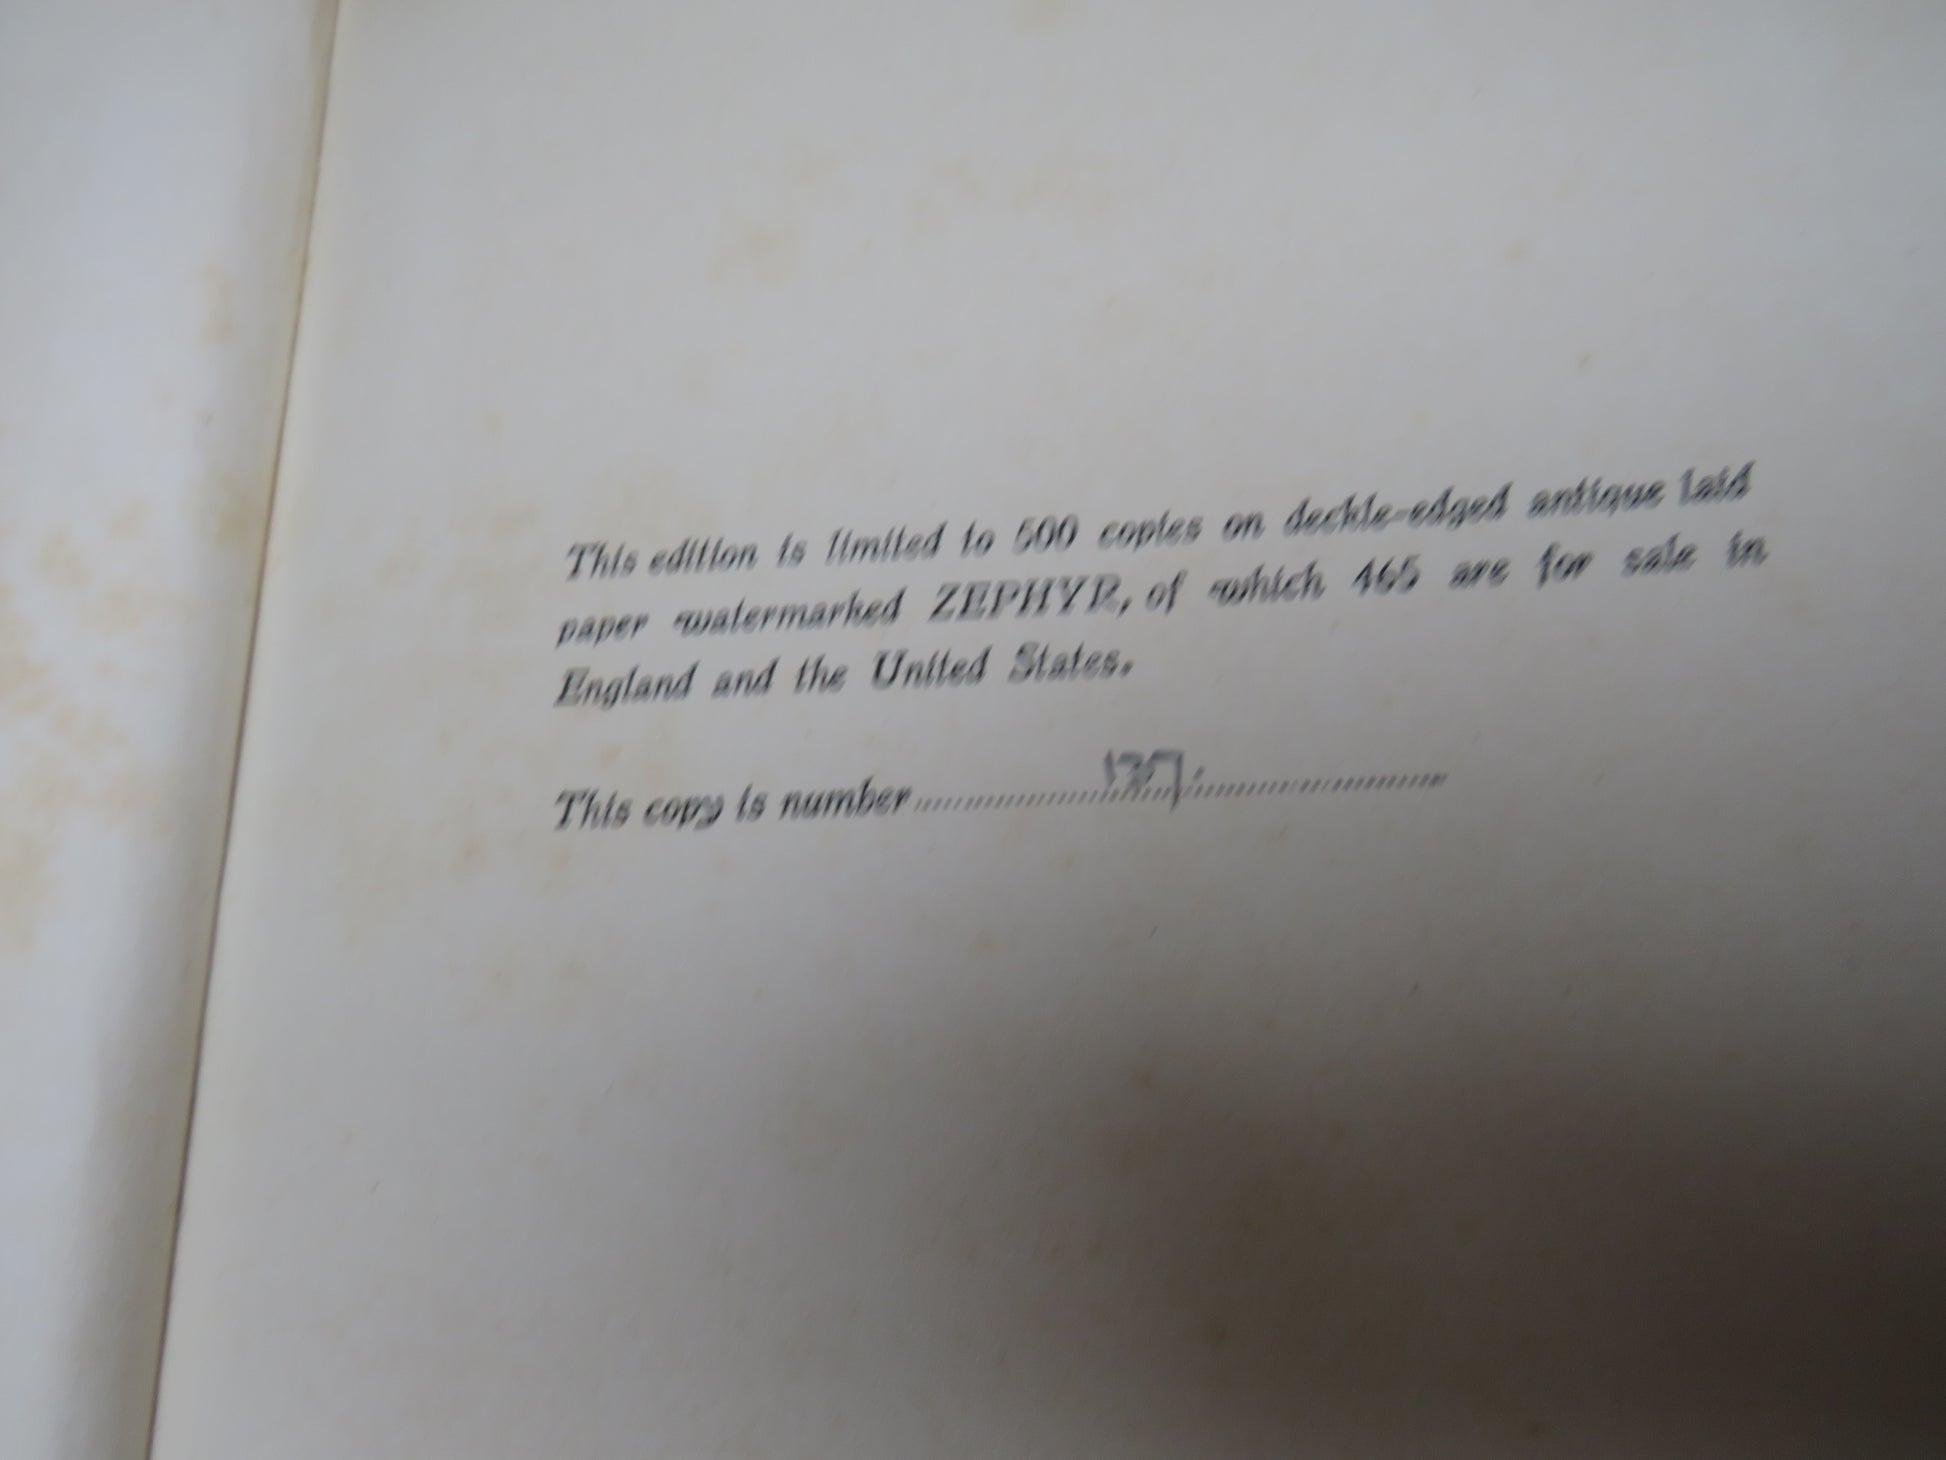 This edition is limited to 500 copies on deckle-edged antique laid
paper watermarked ZEPHYR, of which 465 are for sale in
England and the United States.
This copy is number